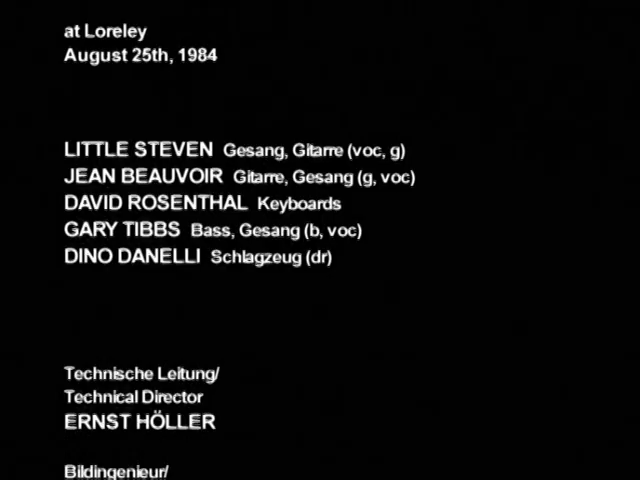 at Loreley
August 25th, 1984
LITTLE STEVEN Gesang, Gitarre (voc, g)
JEAN BEAUVOIR Gitarre, Gesang (g, voc)
DAVID ROSENTHAL Keyboards
GARY TIBBS Bass, Gesang (b, voc)
DINO DANELLI Schlagzeug (dr)
Technische Leitung/
Technical Director
ERNST HÖLLER
Bildingenieur/